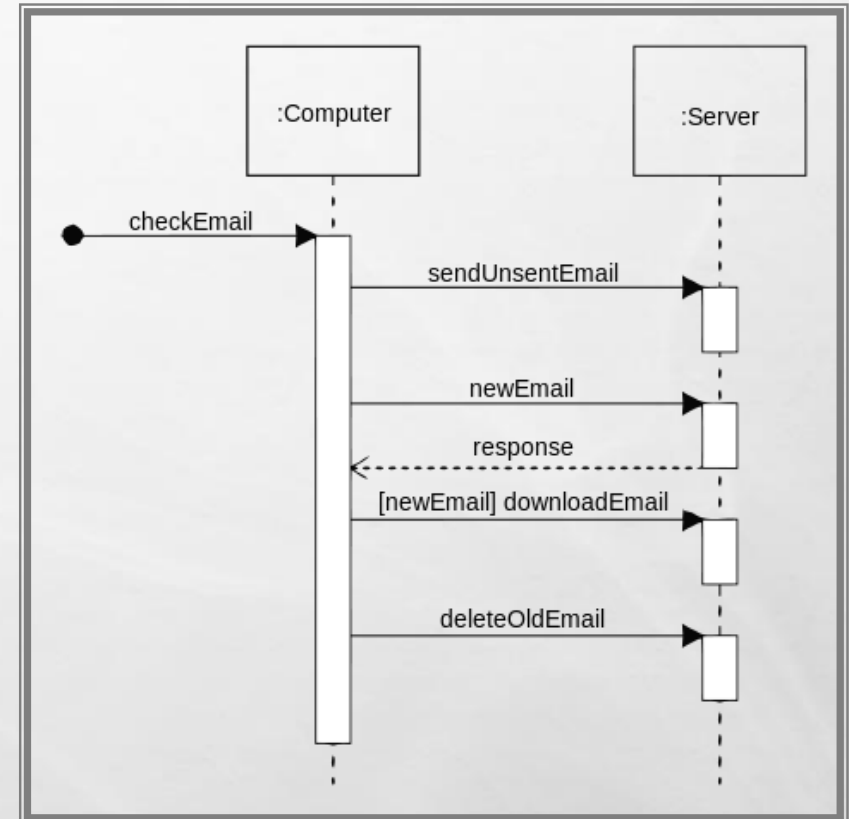 :Computer
:Server
checkEmail
sendUnsentEmail
newEmail
response
[newEmail] downloadEmail
deleteOldEmail